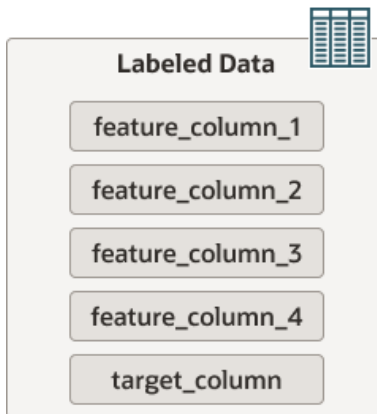 Labeled Data
feature_column_1
feature_column_2
feature_column_3
feature_column_4
target_column